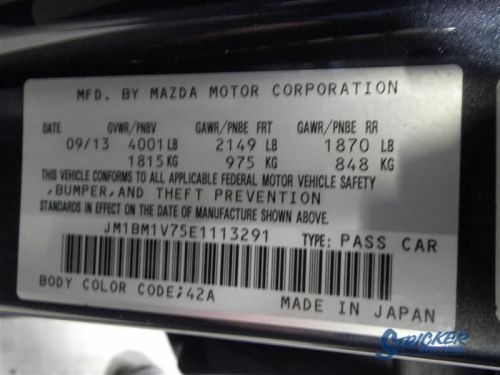 MFD. BY MAZDA MOTOR CORPORATION
DATE GVWR/PNBV GAWR/PNBE FRT GAWR/PNBE RR
09/13 4001 LB 2149 LB 1870 LB
1815 KG 975 KG 848 KG
THIS VEHICLE CONFORMS TO ALL APPLICABLE FEDERAL MOTOR VEHICLE SAFETY
,BUMPER,AND THEFT PREVENTION
STANDARDS IN EFFECT ON THE DATE OF MANUFACTURE SHOWN ABOVE.
JM1BM1V75E1113291 TYPE: PASS CAR
BODY COLOR CODE;42A
MADE IN JAPAN
STRICKER